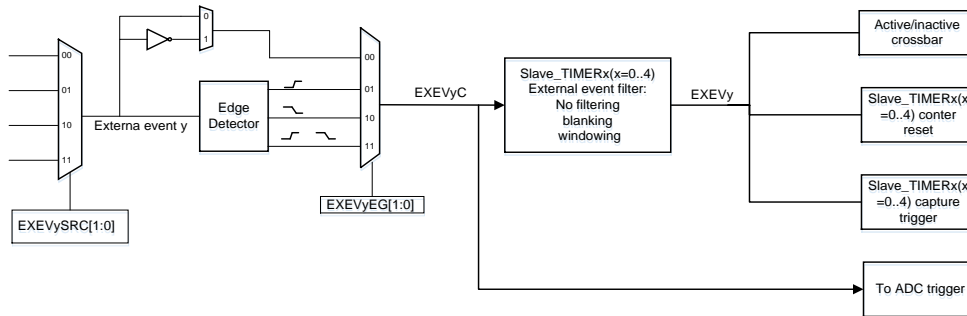 00
01
10
11
Externa event y
EXEVySRC[1:0]
0
1
Edge
Detector
00
01
10
11
EXEVyEG[1:0]
EXEVyC
Slave_TIMERx(x=0..4)
External event filter:
No filtering
blanking
windowing
EXEVy
Active/inactive
crossbar
Slave_TIMERx(x
=0..4) conter
reset
Slave_TIMERx(x
=0..4) capture
trigger
To ADC trigger